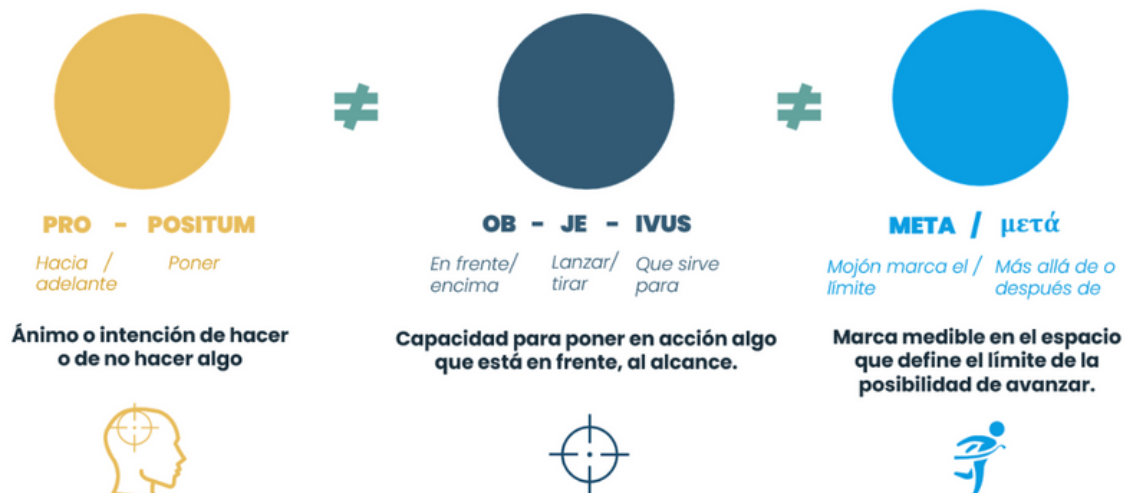 ≠ ≠
PRO - POSITUM
Hacia / Poner
adelante
Ánimo o intención de hacer
o de no hacer algo
OB - JE - IVUS
En frente/ Lanzar/ Que sirve
encima tirar para
Capacidad para poner en acción algo
que está en frente, al alcance.
META / μετά
Mojón marca el / Más allá de o
límite después de
Marca medible en el espacio
que define el límite de la
posibilidad de avanzar.